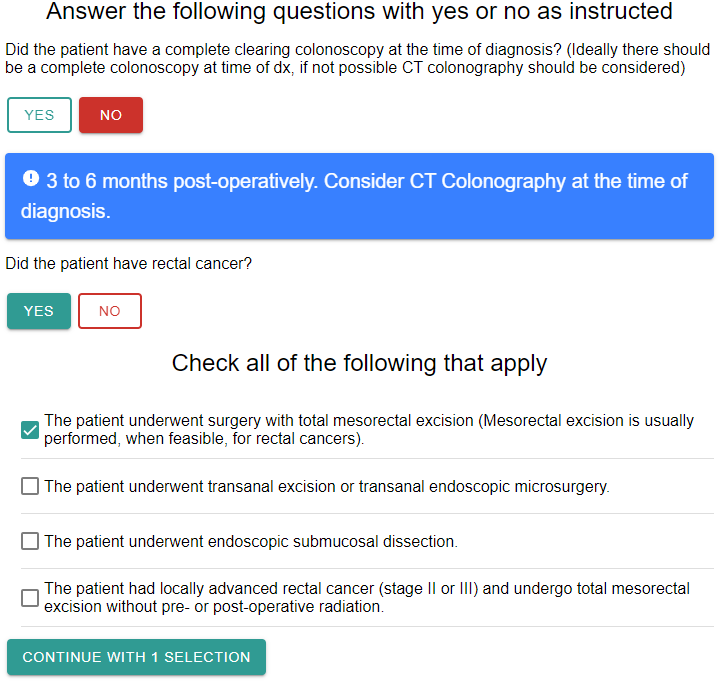 Answer the following questions with yes or no as instructed
Did the patient have a complete clearing colonoscopy at the time of diagnosis? (Ideally there should
be a complete colonoscopy at time of dx, if not possible CT colonography should be considered)
YES NO
3 to 6 months post-operatively. Consider CT Colonography at the time of
diagnosis.
Did the patient have rectal cancer?
YES NO
Check all of the following that apply
The patient underwent surgery with total mesorectal excision (Mesorectal excision is usually
performed, when feasible, for rectal cancers).
The patient underwent transanal excision or transanal endoscopic microsurgery.
The patient underwent endoscopic submucosal dissection.
The patient had locally advanced rectal cancer (stage II or III) and undergo total mesorectal
excision without pre- or post-operative radiation.
CONTINUE WITH 1 SELECTION